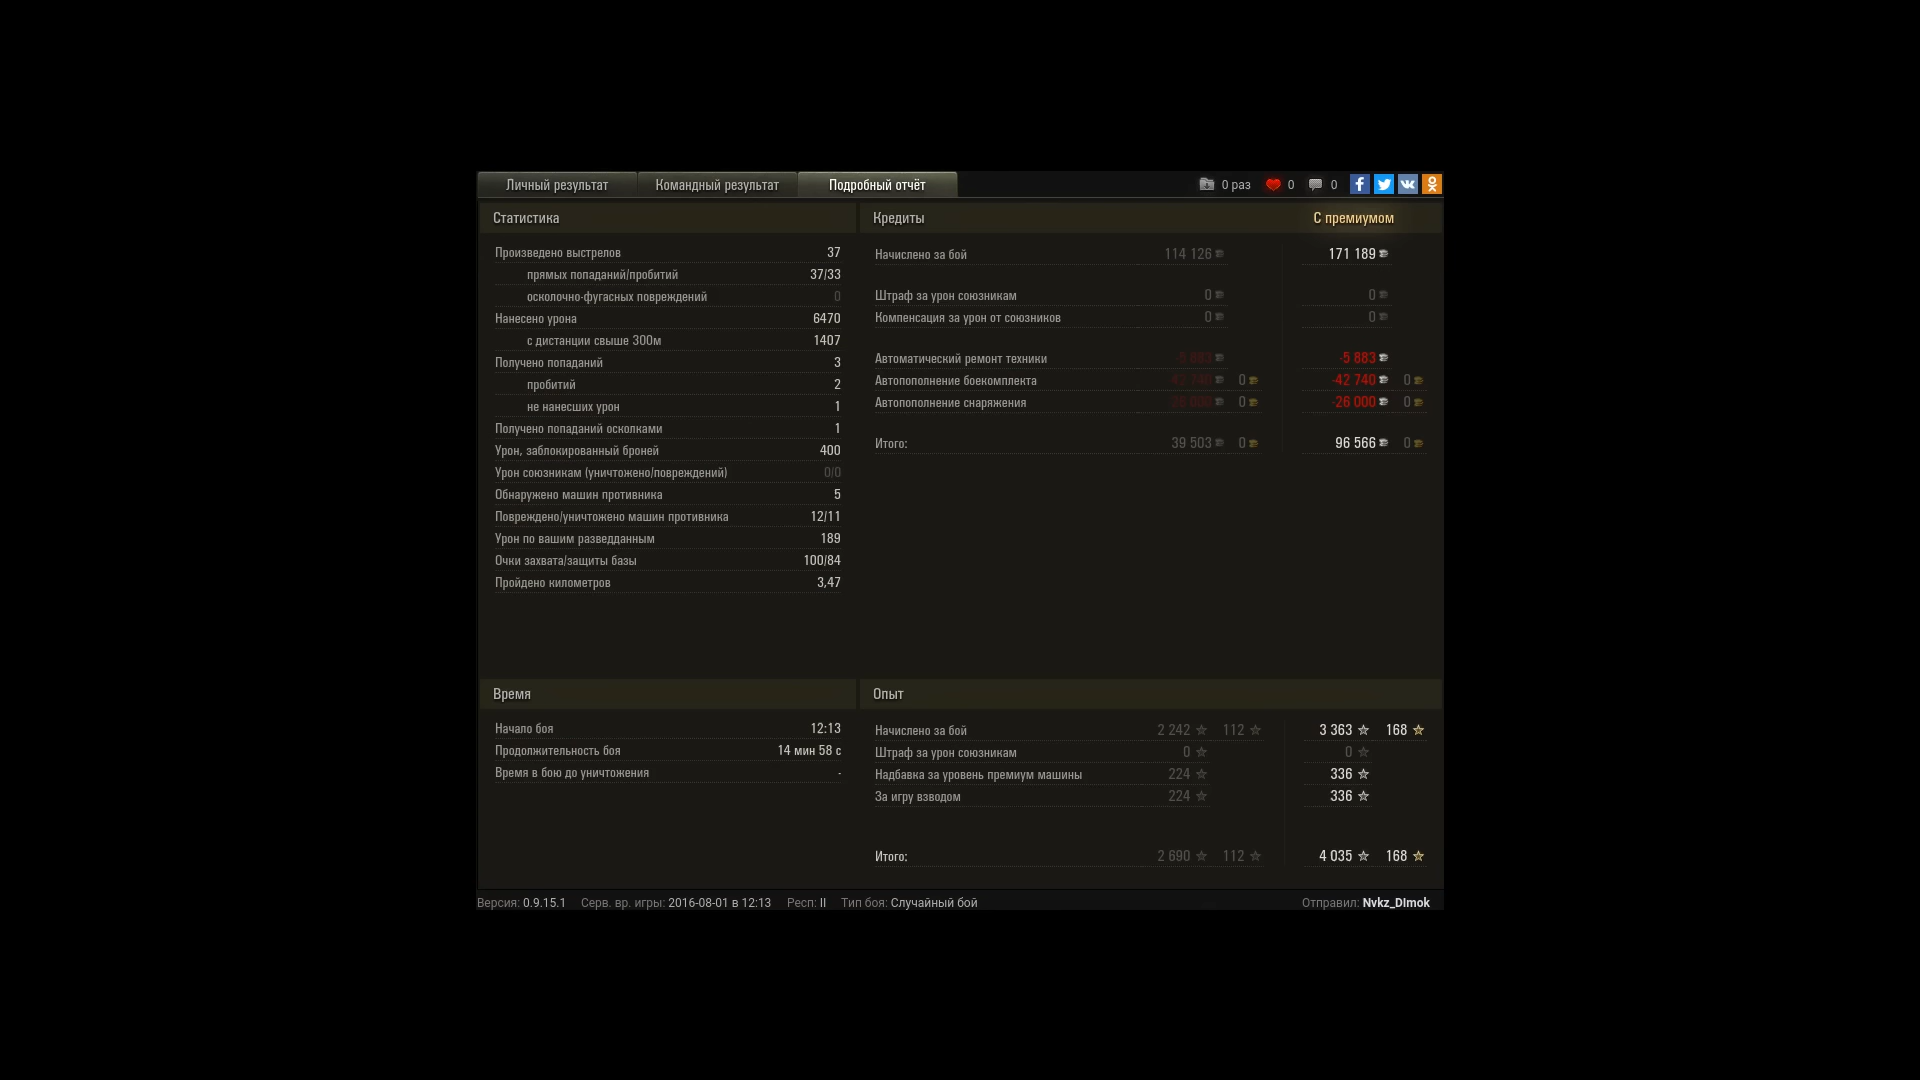 Личный результат Командный результат Подробный отчёт 0 раз 0 0
Статистика
Произведено выстрелов 37
прямых попаданий/пробитий 37/33
осколочно-фугасных повреждений 0
Нанесено урона 6470
с дистанции свыше 300м 1407
Получено попаданий 3
пробитий 2
не нанесших урон 1
Получено попаданий осколками 1
Урон, заблокированный броней 400
Урон союзникам (уничтожено/повреждений) 0/0
Обнаружено машин противника 5
Повреждено/уничтожено машин противника 12/11
Урон по вашим разведданным 189
Очки захвата/защиты базы 100/84
Пройдено километров 3,47
Кредиты С премиумом
Начислено за бой 114 126 171 189
Штраф за урон союзникам 0 0
Компенсация за урон от союзников 0 0
Автоматический ремонт техники -5 883 -5 883
Автопополнение боекомплекта -42 740 0 -42 740 0
Автопополнение снаряжения -26 000 0 -26 000 0
Итого: 39 503 0 96 566 0
Время
Начало боя 12:13
Продолжительность боя 14 мин 58 с
Время в бою до уничтожения -
Опыт
Начислено за бой 2 242 112 3 363 168
Штраф за урон союзникам 0 0
Надбавка за уровень премиум машины 224 336
За игру взводом 224 336
Итого: 2 690 112 4 035 168
Версия: 0.9.15.1 Серв. вр. игры: 2016-08-01 в 12:13 Респ: II Тип боя: Случайный бой Отправил: Nvkz_DImok